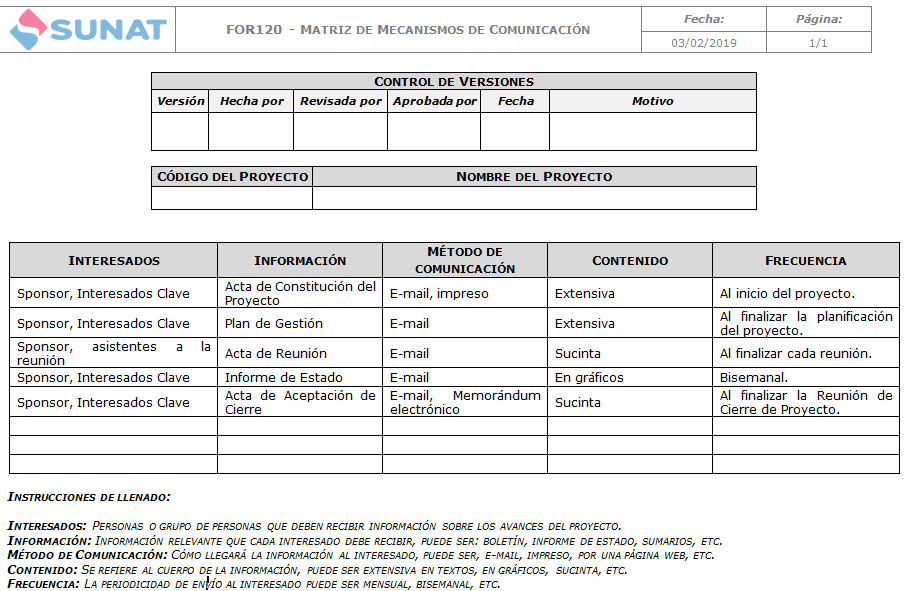 SUNAT
FOR120 - MATRIZ DE MECANISMOS DE COMUNICACIÓN
Fecha:
Página:
03/02/2019
1/1
CONTROL DE VERSIONES
Versión Hecha por Revisada por Aprobada por Fecha Motivo
CÓDIGO DEL PROYECTO NOMBRE DEL PROYECTO
INTERESADOS INFORMACIÓN MÉTODO DE COMUNICACIÓN CONTENIDO FRECUENCIA
Sponsor, Interesados Clave Acta de Constitución del Proyecto E-mail, impreso Extensiva Al inicio del proyecto.
Sponsor, Interesados Clave Plan de Gestión E-mail Extensiva Al finalizar la planificación del proyecto.
Sponsor, asistentes a la reunión Acta de Reunión E-mail Sucinta Al finalizar cada reunión.
Sponsor, Interesados Clave Informe de Estado E-mail En gráficos Bisemanal.
Sponsor, Interesados Clave Acta de Aceptación de Cierre E-mail, Memorándum electrónico Sucinta Al finalizar la Reunión de Cierre de Proyecto.
INSTRUCCIONES DE LLENADO:
INTERESADOS: PERSONAS O GRUPO DE PERSONAS QUE DEBEN RECIBIR INFORMACIÓN SOBRE LOS AVANCES DEL PROYECTO.
INFORMACIÓN: INFORMACIÓN RELEVANTE QUE CADA INTERESADO DEBE RECIBIR, PUEDE SER: BOLETÍN, INFORME DE ESTADO, SUMARIOS, ETC.
MÉTODO DE COMUNICACIÓN: CÓMO LLEGARÁ LA INFORMACIÓN AL INTERESADO, PUEDE SER, E-MAIL, IMPRESO, POR UNA PÁGINA WEB, ETC.
CONTENIDO: SE REFIERE AL CUERPO DE LA INFORMACIÓN, PUEDE SER EXTENSIVA EN TEXTOS, EN GRÁFICOS, SUCINTA, ETC.
FRECUENCIA: LA PERIODICIDAD DE ENVÍO AL INTERESADO PUEDE SER MENSUAL, BISEMANAL, ETC.